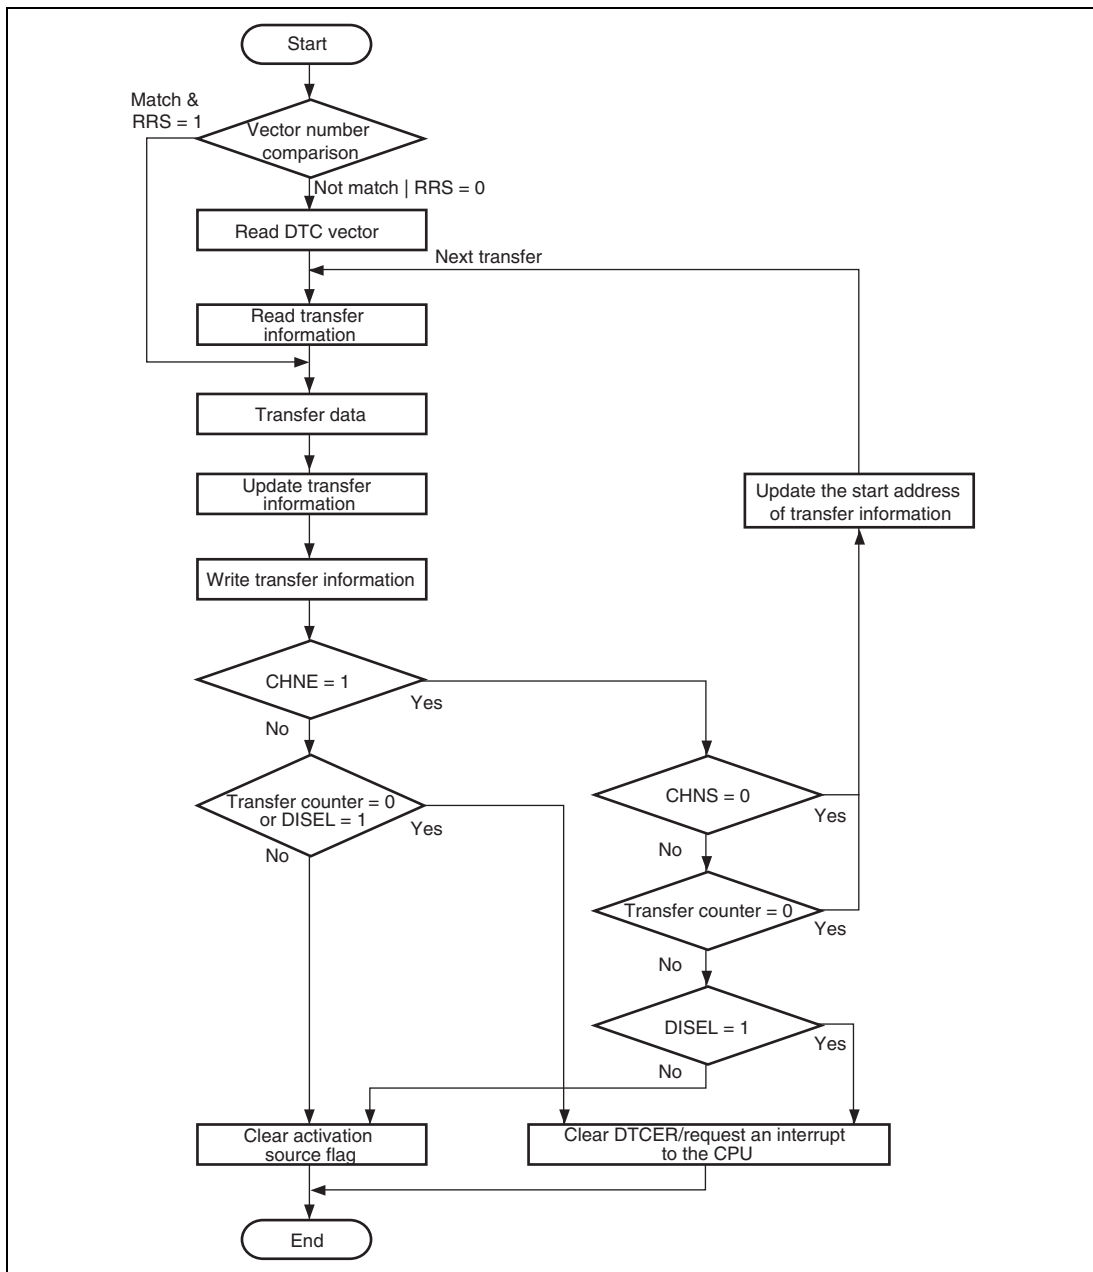 Start
Match &
RRS = 1
Vector number
comparison
Not match | RRS = 0
Read DTC vector
Next transfer
Read transfer
information
Transfer data
Update transfer
information
Update the start address
of transfer information
Write transfer information
CHNE = 1
Yes
No
CHNS = 0
Yes
Transfer counter = 0
or DISEL = 1
Yes
No
No
Transfer counter = 0
Yes
No
DISEL = 1
Yes
No
Clear activation
source flag
Clear DTCER/request an interrupt
to the CPU
End